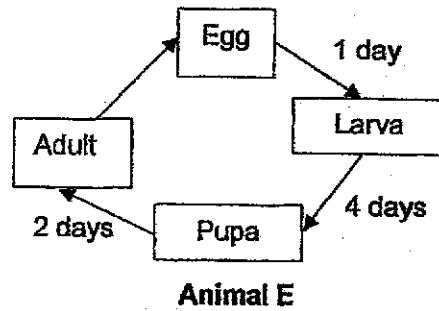 Egg
1 day
Adult
Larva
2 days
Pupa
4 days
Animal E